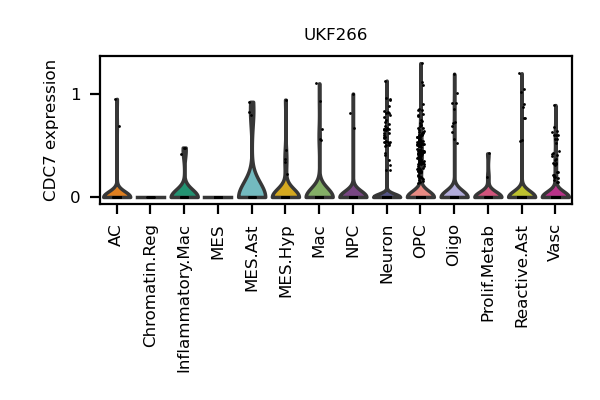 UKF266
CDC7 expression
1
0
AC
Chromatin.Reg
Inflammatory.Mac
MES
MES.Ast
MES.Hyp
Mac
NPC
Neuron
OPC
Oligo
Prolif.Metab
Reactive.Ast
Vasc